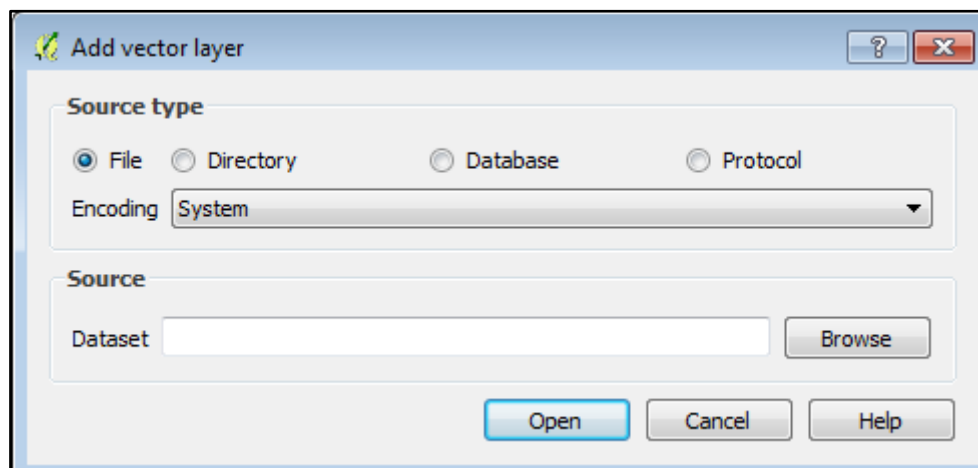 Add vector layer
Source type
File Directory Database Protocol
Encoding System
Source
Dataset Browse
Open Cancel Help